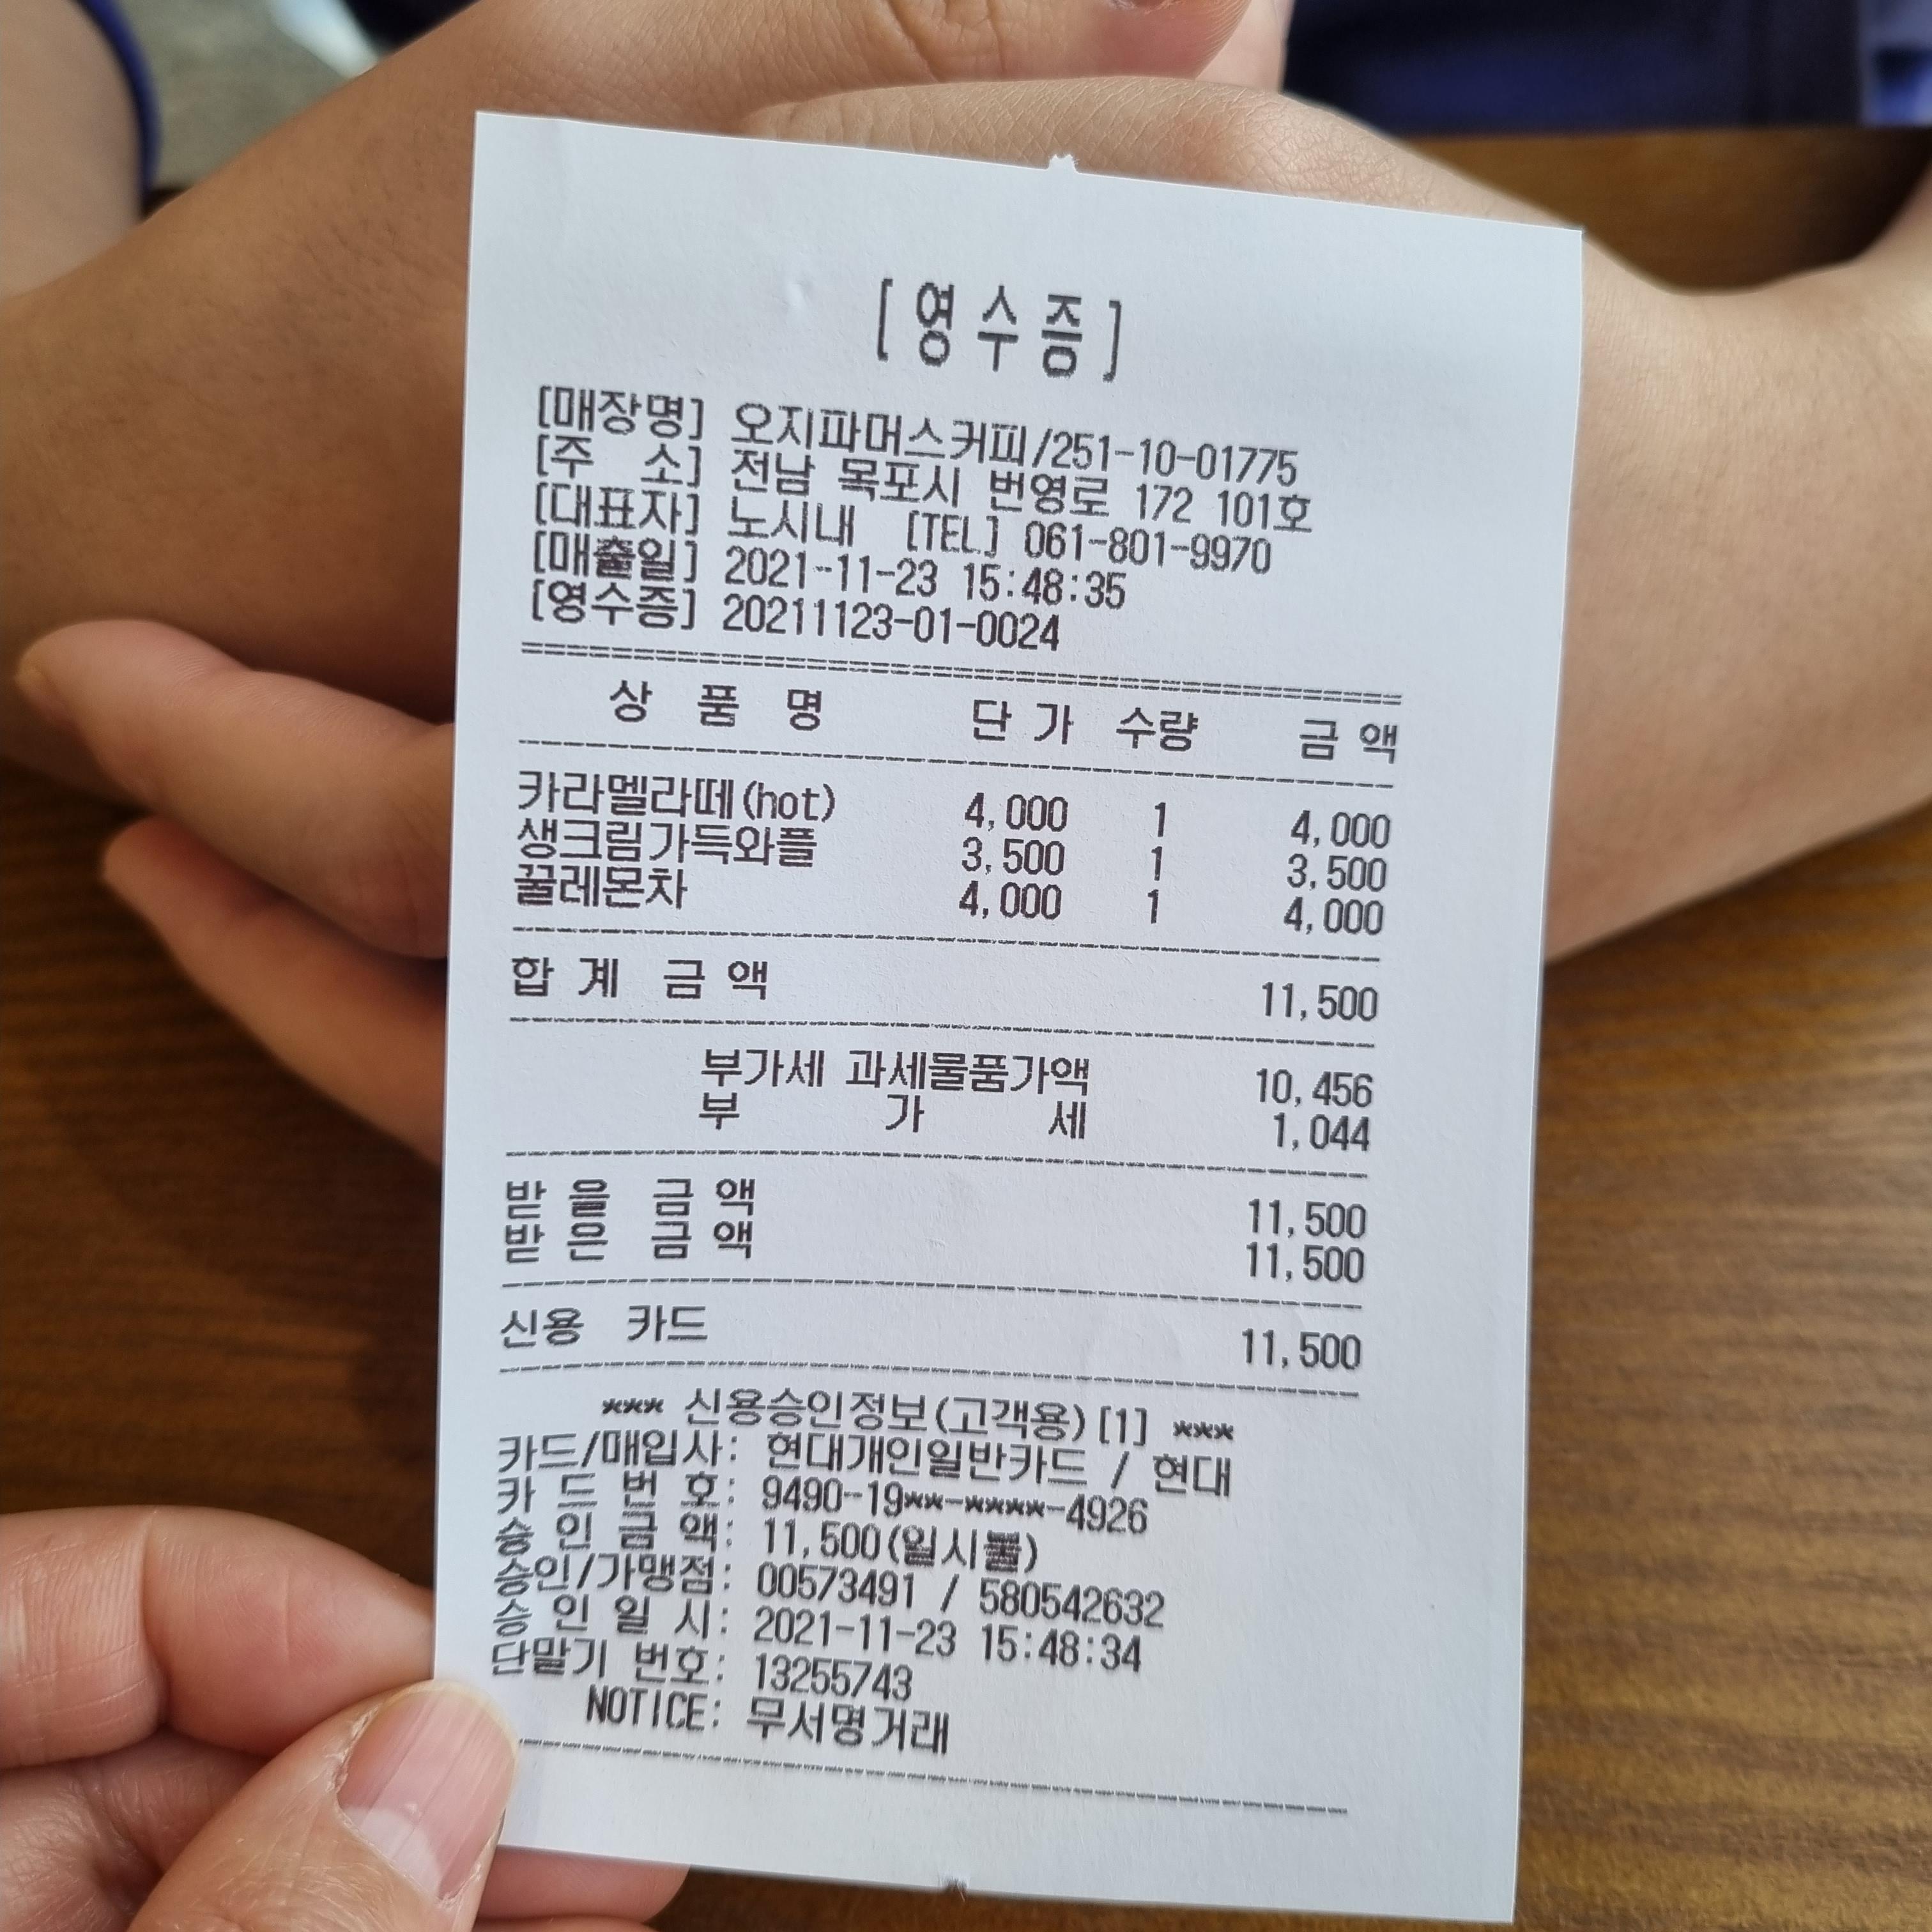 [영수증]
[매장명] 오지파머스커피/251-10-01775
[주 소] 전남 목포시 번영로 172 101호
[대표자] 노시내 [TEL] 061-801-9970
[매출일] 2021-11-23 15:48:35
[영수증] 20211123-01-0024
상 품 명 단 가 수량 금 액
카라멜라떼(hot) 4,000 1 4,000
생크림가득와플 3,500 1 3,500
꿀레몬차 4,000 1 4,000
합 계 금 액 11,500
부가세 과세물품가액 10,456
부 가 세 1,044
받 을 금 액 11,500
받 은 금 액 11,500
신용 카드 11,500
*** 신용승인정보(고객용)[1] ***
카드/매입사: 현대개인일반카드 / 현대
카 드 번 호: 9490-19**-****-4926
승 인 금 액: 11,500(일시불)
승인/가맹점: 00573491 / 580542632
승 인 일 시: 2021-11-23 15:48:34
단말기 번호: 13255743
NOTICE: 무서명거래